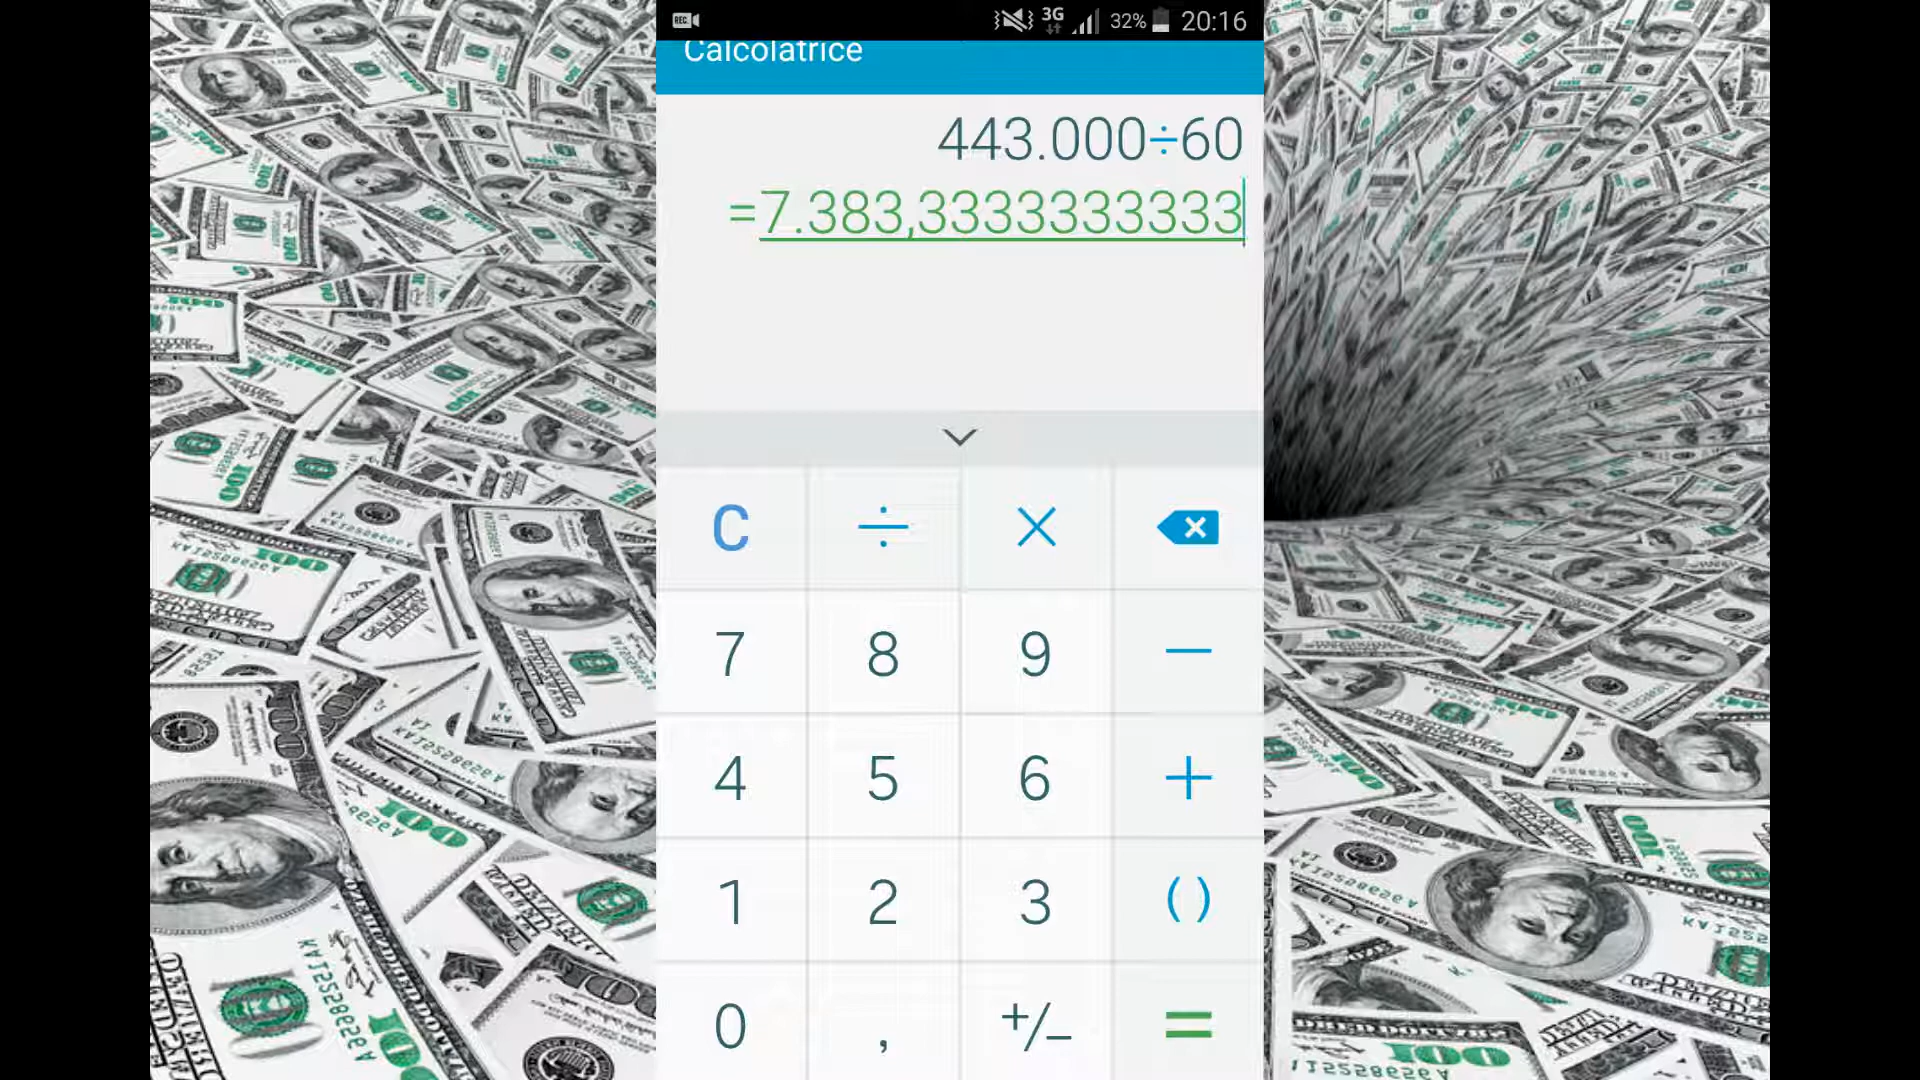 REC 3G 32% 20:16
Calcolatrice
443.000÷60
=7.383,3333333333
C ÷ ×
7 8 9 −
4 5 6 +
1 2 3 ()
0 , +/− =